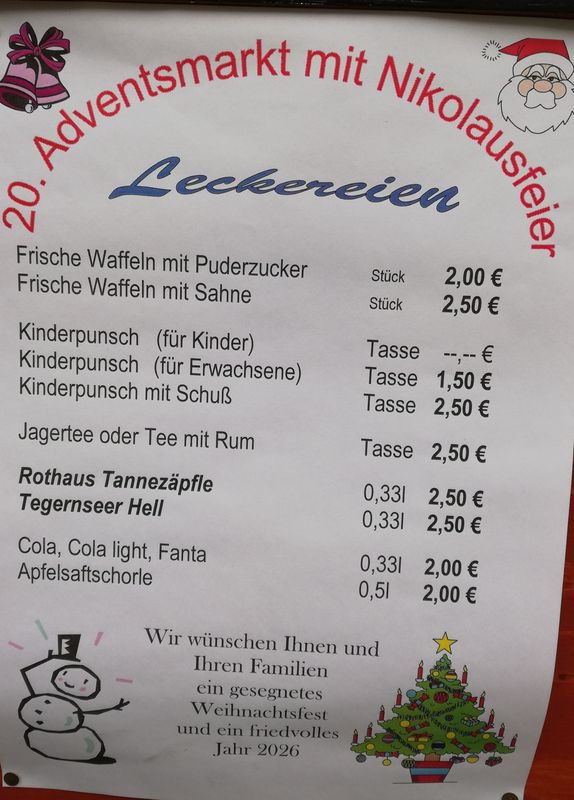 20. Adventsmarkt mit Nikolausfeier
Leckereien
Frische Waffeln mit Puderzucker Stück 2,00 €
Frische Waffeln mit Sahne Stück 2,50 €
Kinderpunsch (für Kinder) Tasse --,-- €
Kinderpunsch (für Erwachsene) Tasse 1,50 €
Kinderpunsch mit Schuß Tasse 2,50 €
Jagertee oder Tee mit Rum Tasse 2,50 €
Rothaus Tannezäpfle 0,33l 2,50 €
Tegernseer Hell 0,33l 2,50 €
Cola, Cola light, Fanta 0,33l 2,00 €
Apfelsaftschorle 0,5l 2,00 €
Wir wünschen Ihnen und
Ihren Familien
ein gesegnetes
Weihnachtsfest
und ein friedvolles
Jahr 2026